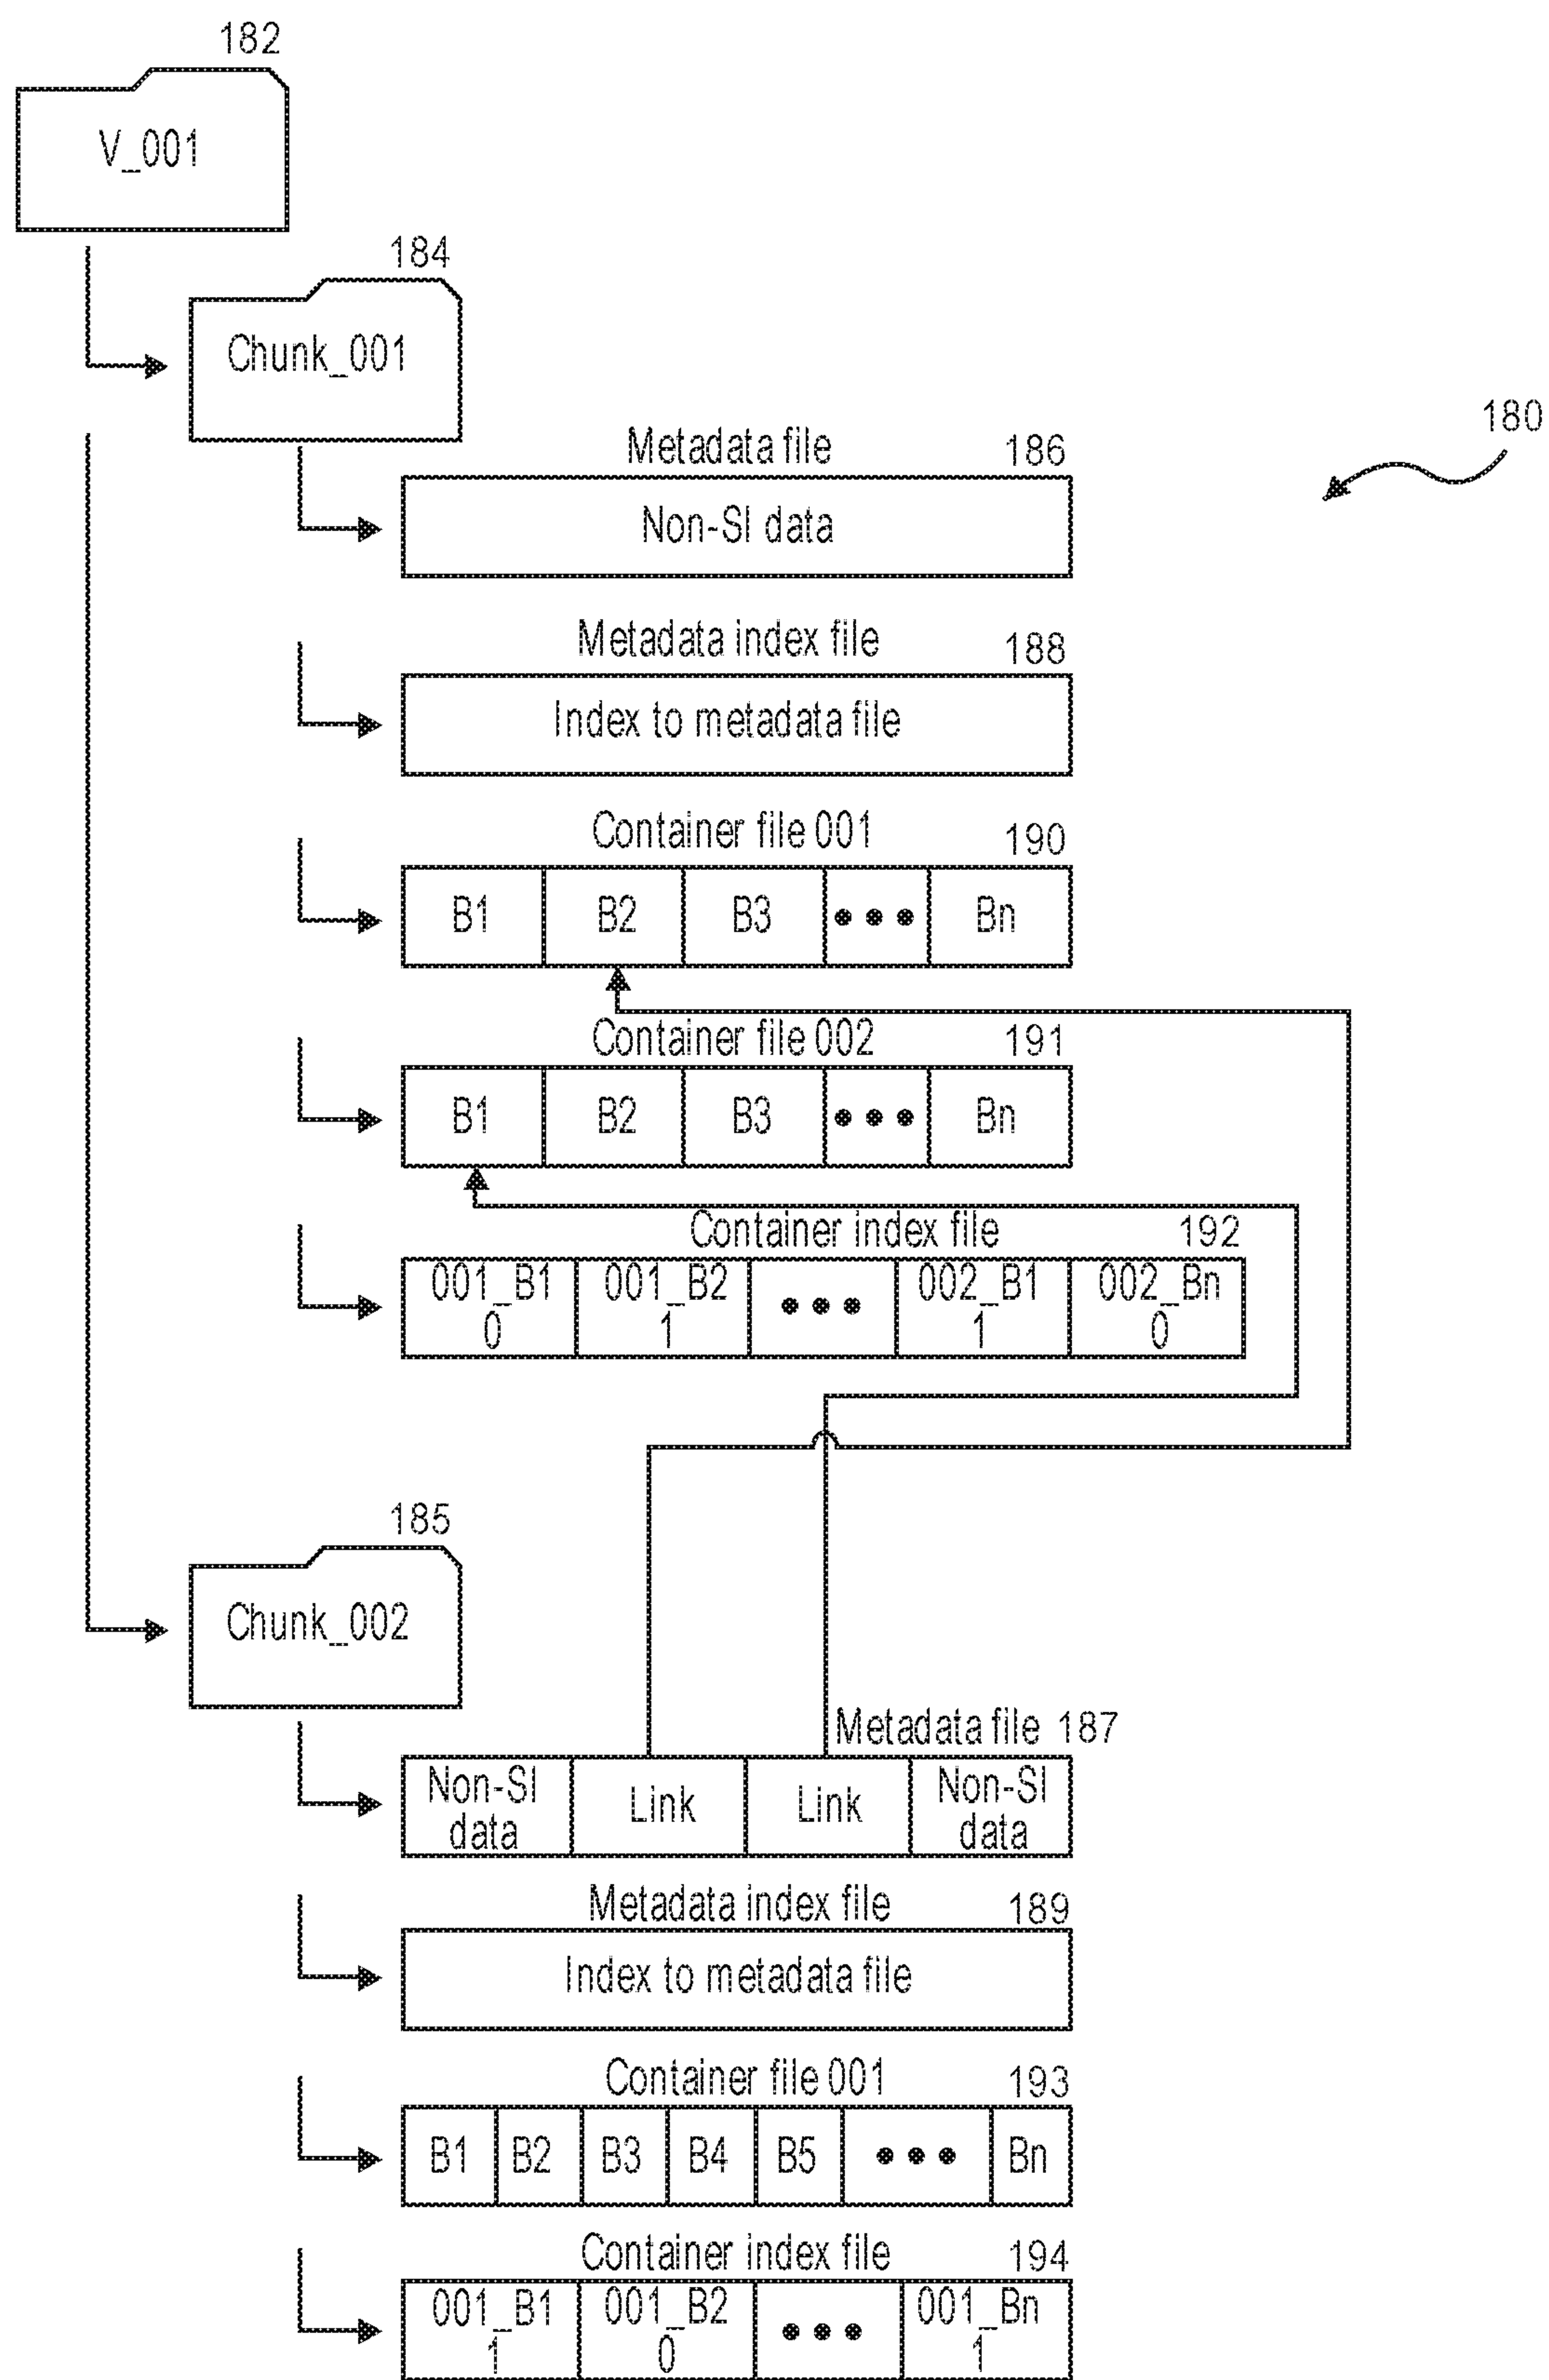 182
V_001
184
Chunk_001
180
Metadata file 186
Non-SI data
Metadata index file 188
Index to metadata file
Container file 001 190
B1 B2 B3 ●●● Bn
Container file 002 191
B1 B2 B3 ●●● Bn
Container index file 192
001_B1 001_B2 ●●● 002_B1 002_Bn
0 1 1 0
185
Chunk_002
Metadata file 187
Non-SI Link Link Non-SI
data data
Metadata index file 189
Index to metadata file
Container file 001 193
B1 B2 B3 B4 B5 ●●● Bn
Container index file 194
001_B1 001_B2 ●●● 001_Bn
1 0 1